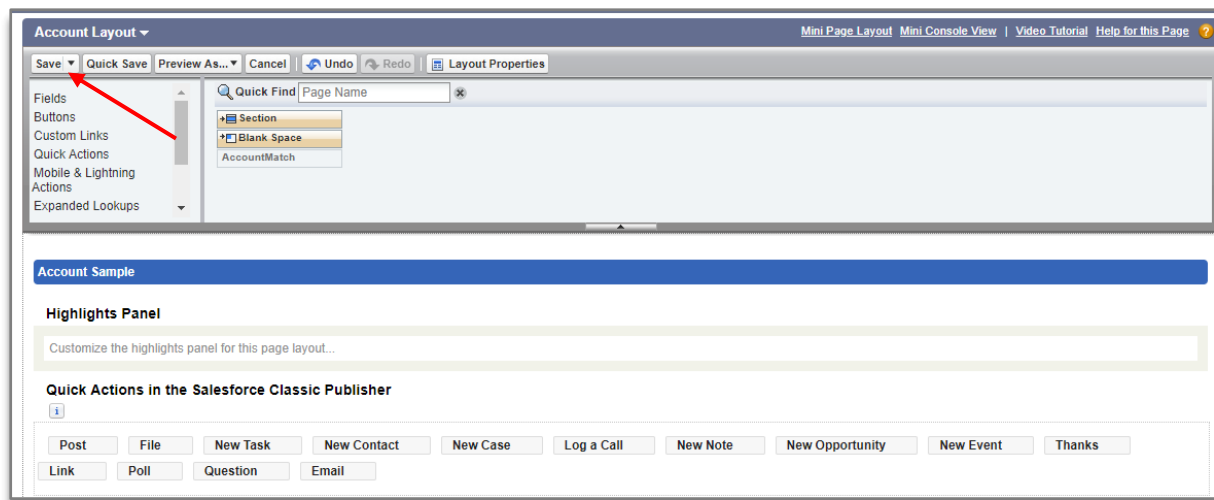 Account Layout Mini Page Layout Mini Console View | Video Tutorial Help for this Page ?
Save Quick Save Preview As... Cancel Undo Redo Layout Properties
Quick Find Page Name
Fields
Buttons
Custom Links
Quick Actions
Mobile & Lightning
Actions
Expanded Lookups
Section
Blank Space
AccountMatch
Account Sample
Highlights Panel
Customize the highlights panel for this page layout...
Quick Actions in the Salesforce Classic Publisher
i
Post File New Task New Contact New Case Log a Call New Note New Opportunity New Event Thanks
Link Poll Question Email